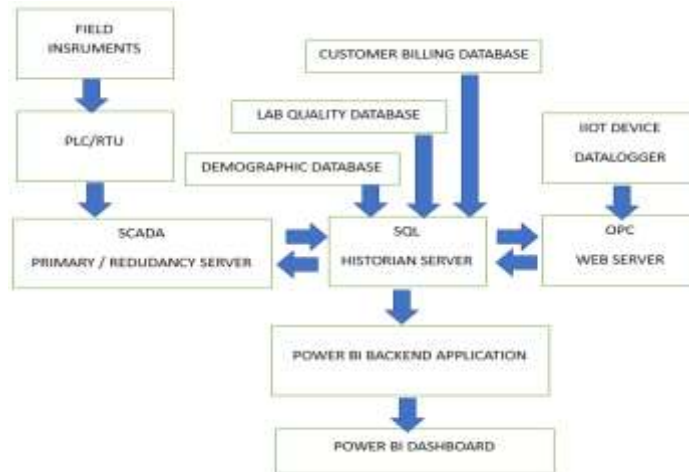 FIELD
INSRUMENTS
CUSTOMER BILLING DATABASE
LAB QUALITY DATABASE
PLC/RTU
IIOT DEVICE
DATALOGGER
DEMOGRAPHIC DATABASE
SCADA
PRIMARY / REDUDANCY SERVER
SQL
HISTORIAN SERVER
OPC
WEB SERVER
POWER BI BACKEND APPLICATION
POWER BI DASHBOARD